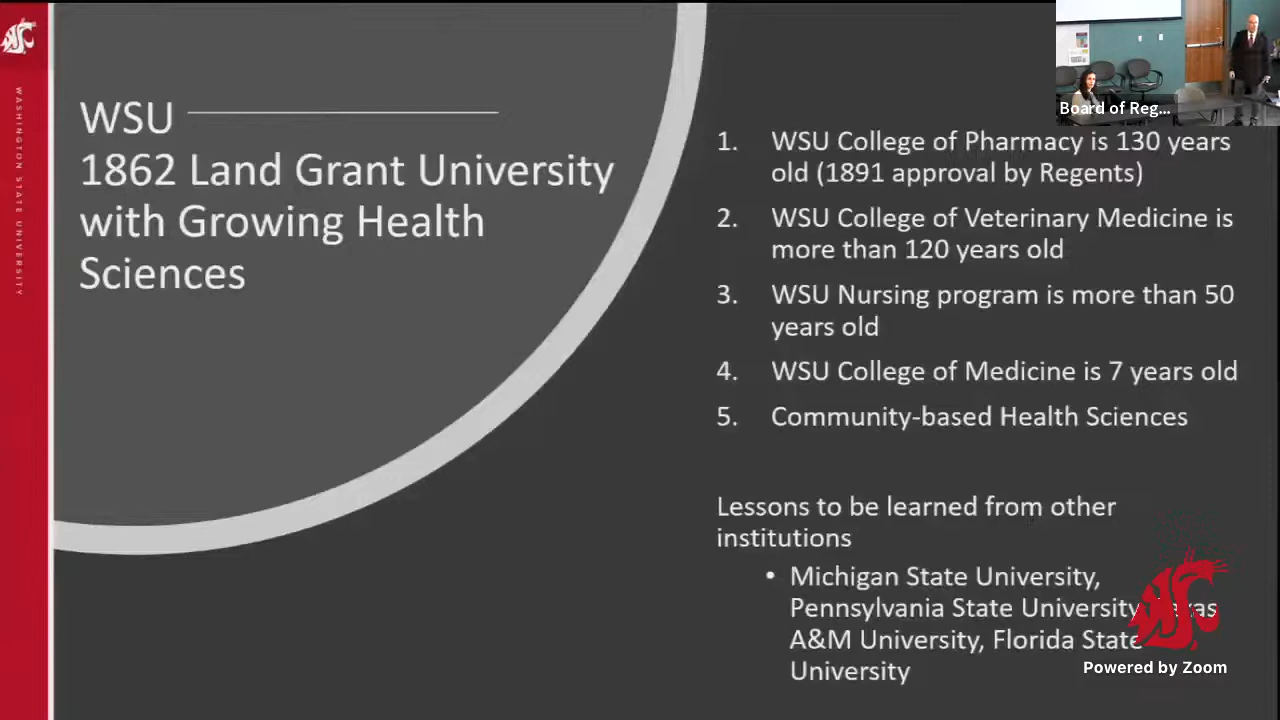 Board of Reg...
WASHINGTON STATE UNIVERSITY
WSU
1862 Land Grant University
with Growing Health
Sciences
1. WSU College of Pharmacy is 130 years
old (1891 approval by Regents)
2. WSU College of Veterinary Medicine is
more than 120 years old
3. WSU Nursing program is more than 50
years old
4. WSU College of Medicine is 7 years old
5. Community-based Health Sciences
Lessons to be learned from other
institutions
• Michigan State University,
Pennsylvania State University, Texas
A&M University, Florida State
University
Powered by Zoom